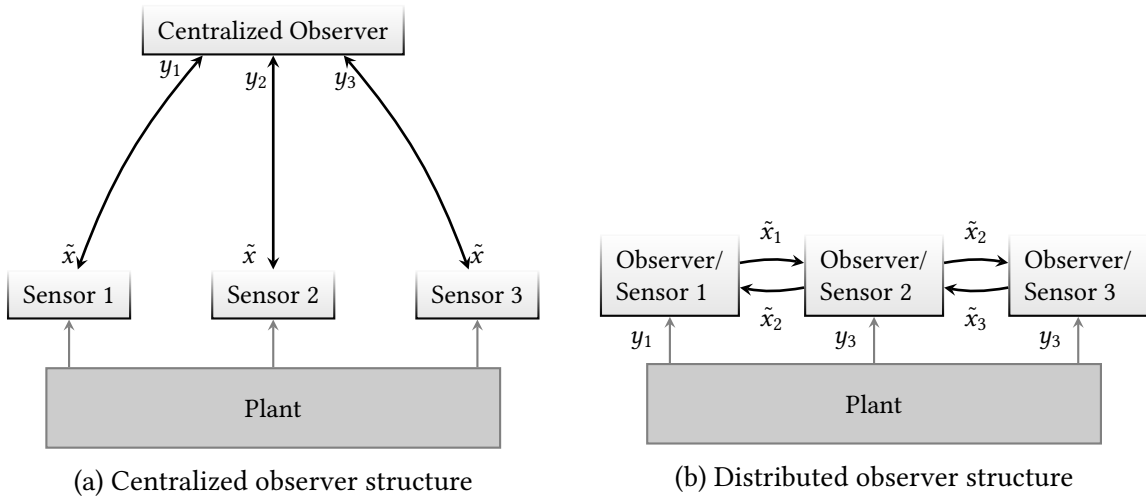 Centralized Observer
y₁
y₂
y₃
x̃
x̃
x̃
Sensor 1
Sensor 2
Sensor 3
Plant
(a) Centralized observer structure
x̃₁
x̃₂
Observer/
Sensor 1
Observer/
Sensor 2
Observer/
Sensor 3
x̃₂
x̃₃
y₁
y₃
y₃
Plant
(b) Distributed observer structure